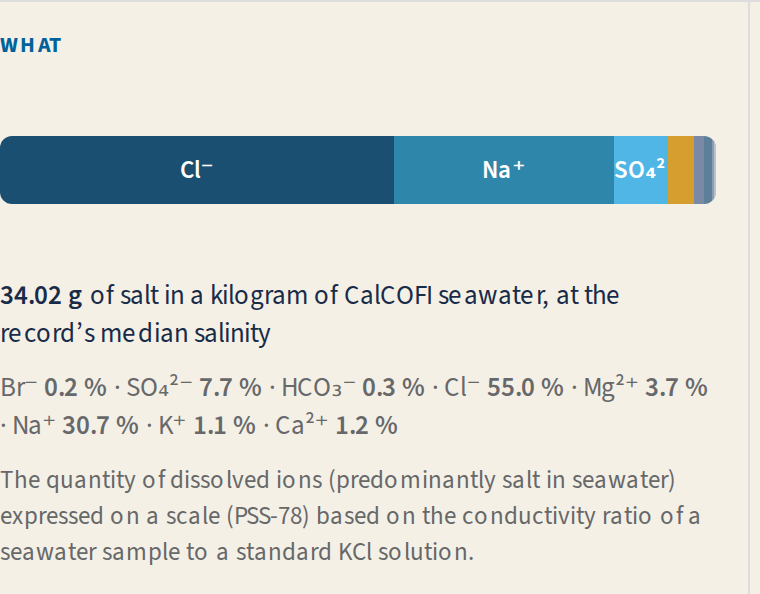 WHAT
Cl⁻ Na⁺ SO₄²
34.02 g of salt in a kilogram of CalCOFI seawater, at the
record’s median salinity
Br⁻ 0.2 % · SO₄²⁻ 7.7 % · HCO₃⁻ 0.3 % · Cl⁻ 55.0 % · Mg²⁺ 3.7 %
· Na⁺ 30.7 % · K⁺ 1.1 % · Ca²⁺ 1.2 %
The quantity of dissolved ions (predominantly salt in seawater)
expressed on a scale (PSS-78) based on the conductivity ratio of a
seawater sample to a standard KCl solution.